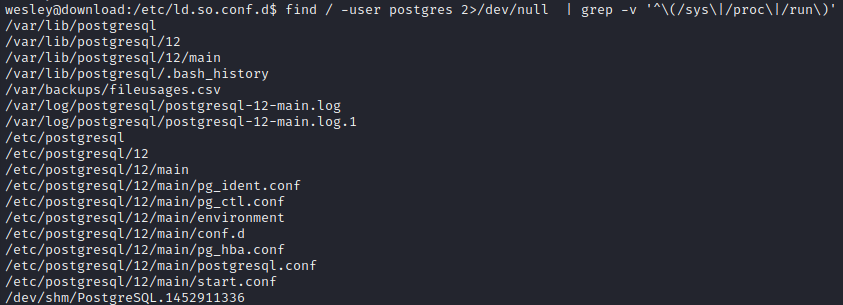 wesley@download:/etc/ld.so.conf.d$ find / -user postgres 2>/dev/null  | grep -v '^\(/sys\|/proc\|/run\)'
/var/lib/postgresql
/var/lib/postgresql/12
/var/lib/postgresql/12/main
/var/lib/postgresql/.bash_history
/var/backups/fileusages.csv
/var/log/postgresql/postgresql-12-main.log
/var/log/postgresql/postgresql-12-main.log.1
/etc/postgresql
/etc/postgresql/12
/etc/postgresql/12/main
/etc/postgresql/12/main/pg_ident.conf
/etc/postgresql/12/main/pg_ctl.conf
/etc/postgresql/12/main/environment
/etc/postgresql/12/main/conf.d
/etc/postgresql/12/main/pg_hba.conf
/etc/postgresql/12/main/postgresql.conf
/etc/postgresql/12/main/start.conf
/dev/shm/PostgreSQL.1452911336